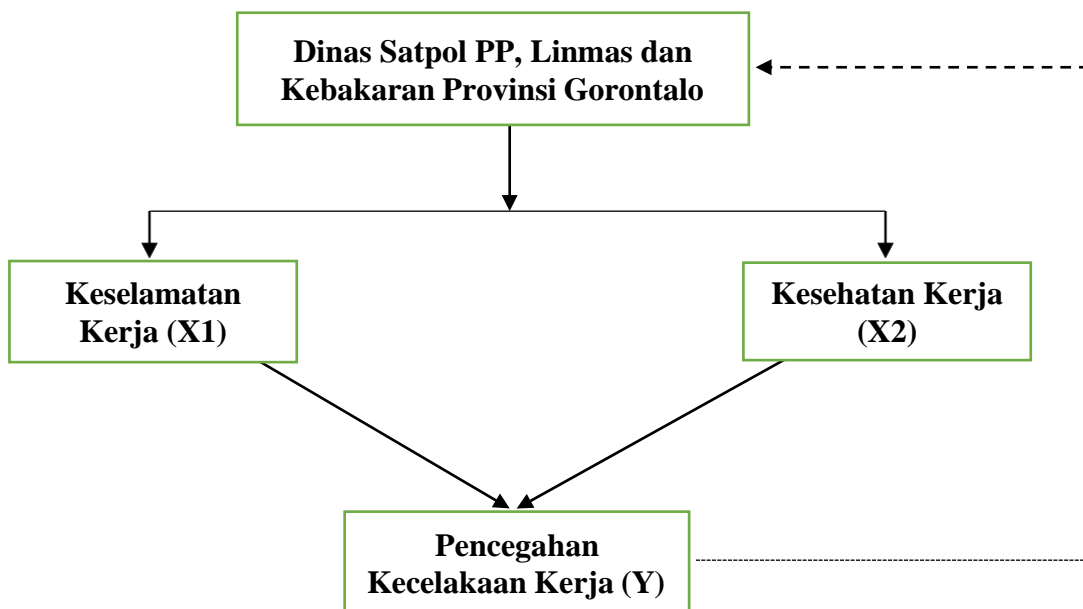 Dinas Satpol PP, Linmas dan
Kebakaran Provinsi Gorontalo
Keselamatan
Kerja (X1)
Kesehatan Kerja
(X2)
Pencegahan
Kecelakaan Kerja (Y)